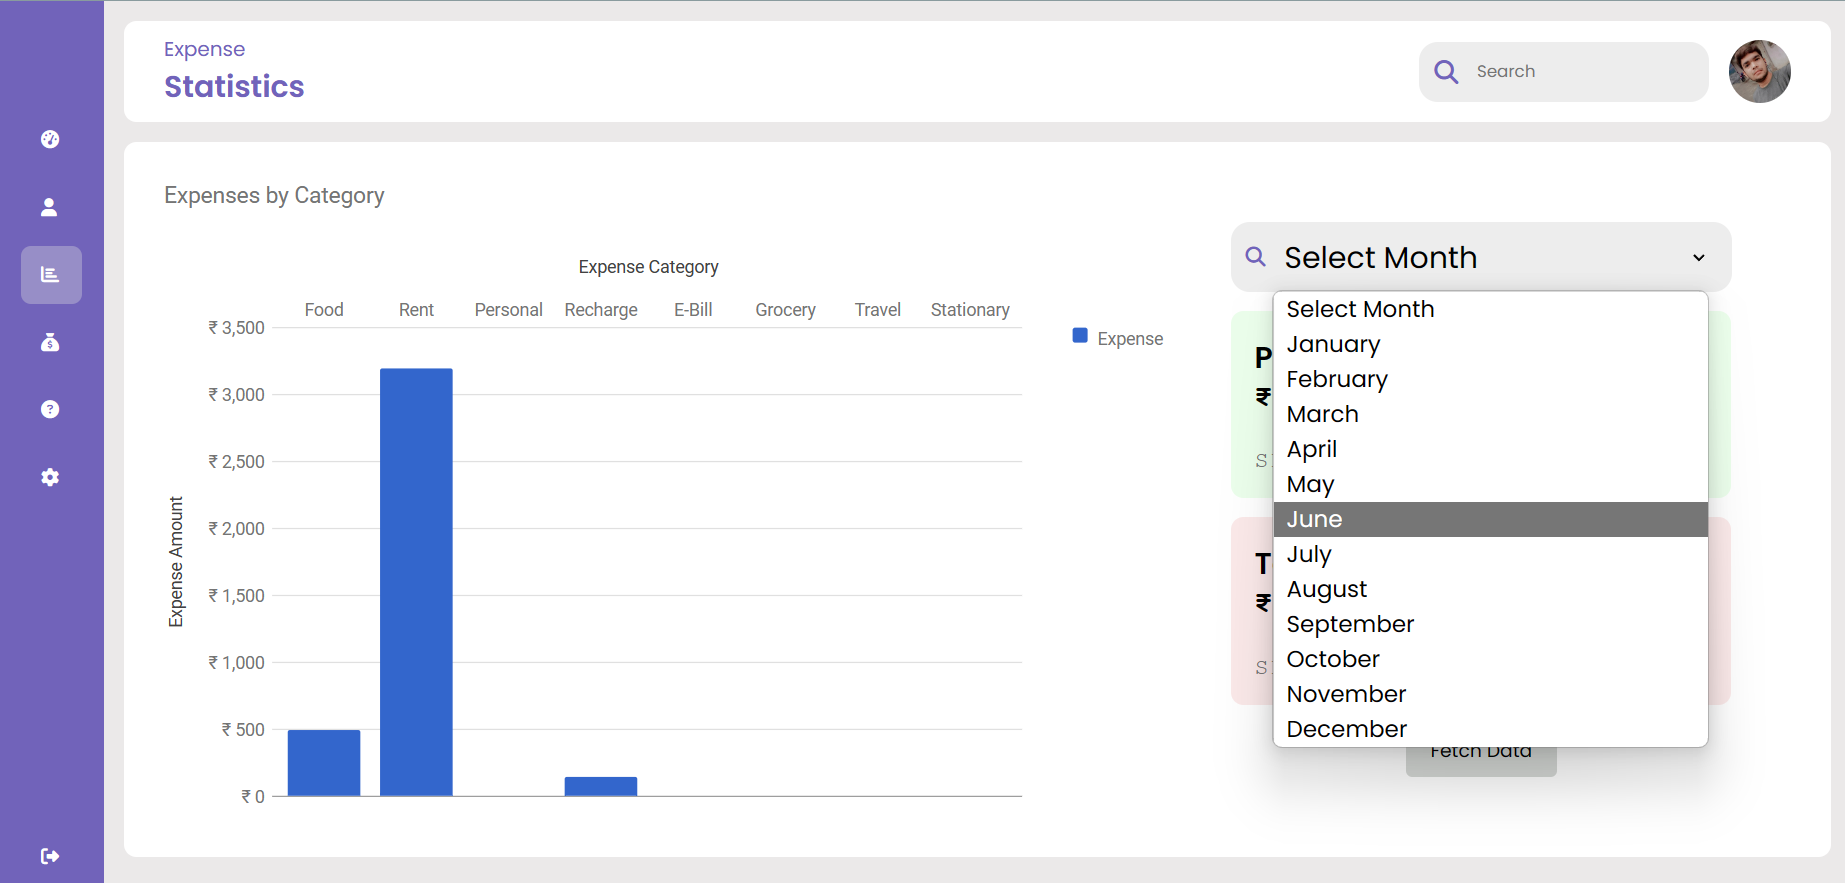 Expense
Statistics
Search
Expenses by Category
Expense Category
Food Rent Personal Recharge E-Bill Grocery Travel Stationary
₹ 3,500
₹ 3,000
₹ 2,500
₹ 2,000
₹ 1,500
₹ 1,000
₹ 500
₹ 0
Expense Amount
Expense
Select Month
Select Month
January
February
March
April
May
June
July
August
September
October
November
December
P
₹
S
T
₹
S
Fetch Data